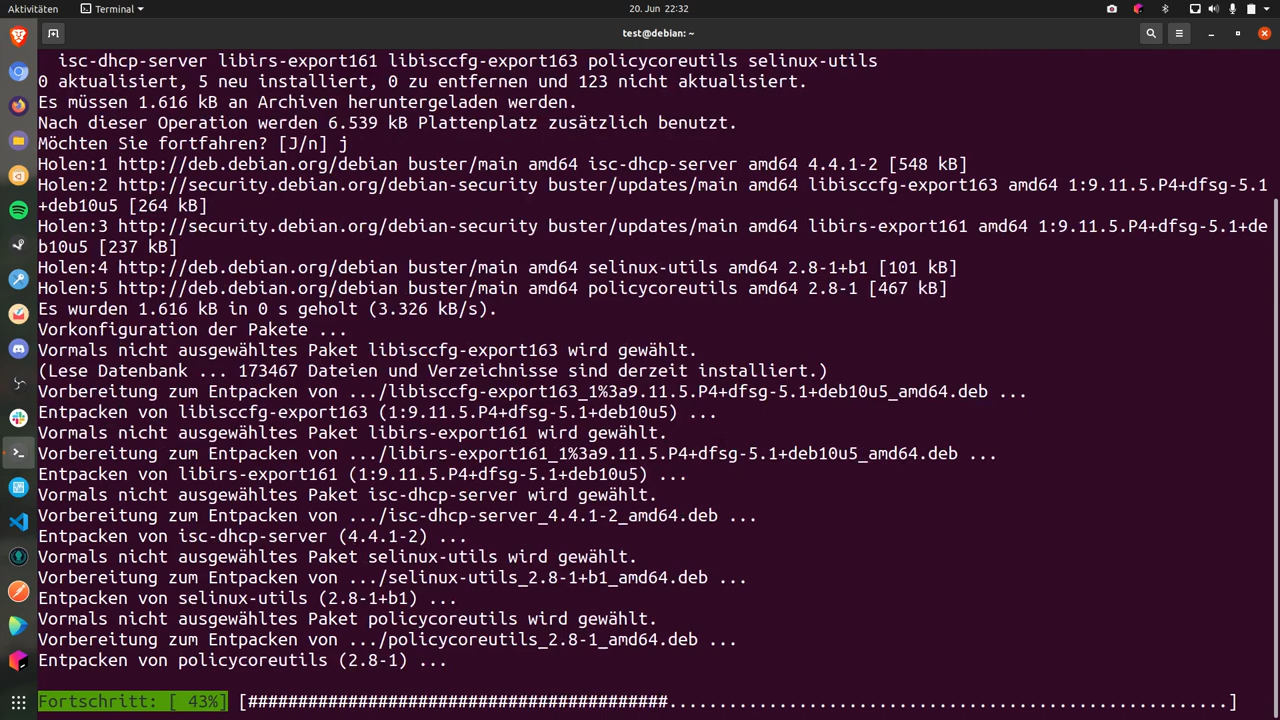 Aktivitäten
Terminal
20. Jun 22:32
test@debian: ~
isc-dhcp-server libirs-export161 libisccfg-export163 policycoreutils selinux-utils
0 aktualisiert, 5 neu installiert, 0 zu entfernen und 123 nicht aktualisiert.
Es müssen 1.616 kB an Archiven heruntergeladen werden.
Nach dieser Operation werden 6.539 kB Plattenplatz zusätzlich benutzt.
Möchten Sie fortfahren? [J/n] j
Holen:1 http://deb.debian.org/debian buster/main amd64 isc-dhcp-server amd64 4.4.1-2 [548 kB]
Holen:2 http://security.debian.org/debian-security buster/updates/main amd64 libisccfg-export163 amd64 1:9.11.5.P4+dfsg-5.1
+deb10u5 [264 kB]
Holen:3 http://security.debian.org/debian-security buster/updates/main amd64 libirs-export161 amd64 1:9.11.5.P4+dfsg-5.1+de
b10u5 [237 kB]
Holen:4 http://deb.debian.org/debian buster/main amd64 selinux-utils amd64 2.8-1+b1 [101 kB]
Holen:5 http://deb.debian.org/debian buster/main amd64 policycoreutils amd64 2.8-1 [467 kB]
Es wurden 1.616 kB in 0 s geholt (3.326 kB/s).
Vorkonfiguration der Pakete ...
Vormals nicht ausgewähltes Paket libisccfg-export163 wird gewählt.
(Lese Datenbank ... 173467 Dateien und Verzeichnisse sind derzeit installiert.)
Vorbereitung zum Entpacken von .../libisccfg-export163_1%3a9.11.5.P4+dfsg-5.1+deb10u5_amd64.deb ...
Entpacken von libisccfg-export163 (1:9.11.5.P4+dfsg-5.1+deb10u5) ...
Vormals nicht ausgewähltes Paket libirs-export161 wird gewählt.
Vorbereitung zum Entpacken von .../libirs-export161_1%3a9.11.5.P4+dfsg-5.1+deb10u5_amd64.deb ...
Entpacken von libirs-export161 (1:9.11.5.P4+dfsg-5.1+deb10u5) ...
Vormals nicht ausgewähltes Paket isc-dhcp-server wird gewählt.
Vorbereitung zum Entpacken von .../isc-dhcp-server_4.4.1-2_amd64.deb ...
Entpacken von isc-dhcp-server (4.4.1-2) ...
Vormals nicht ausgewähltes Paket selinux-utils wird gewählt.
Vorbereitung zum Entpacken von .../selinux-utils_2.8-1+b1_amd64.deb ...
Entpacken von selinux-utils (2.8-1+b1) ...
Vormals nicht ausgewähltes Paket policycoreutils wird gewählt.
Vorbereitung zum Entpacken von .../policycoreutils_2.8-1_amd64.deb ...
Entpacken von policycoreutils (2.8-1) ...
Fortschritt: [ 43%] [##########################################........................................................]